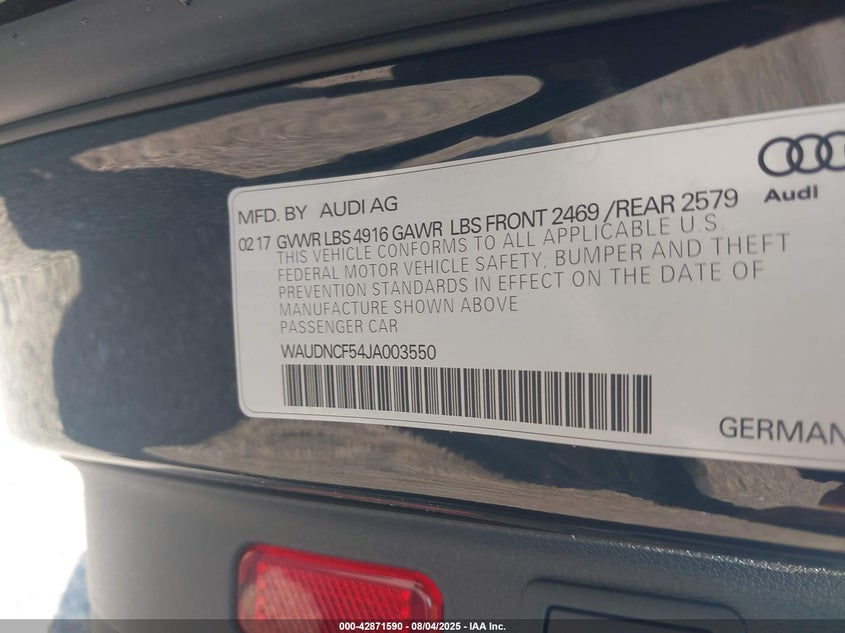 Audi
MFD. BY AUDI AG
02 17 GVWR LBS 4916 GAWR LBS FRONT 2469 /REAR 2579
THIS VEHICLE CONFORMS TO ALL APPLICABLE U.S.
FEDERAL MOTOR VEHICLE SAFETY, BUMPER AND THEFT
PREVENTION STANDARDS IN EFFECT ON THE DATE OF
MANUFACTURE SHOWN ABOVE
PASSENGER CAR
WAUDNCF54JA003550
GERMAN
000-42871590 - 08/04/2025 - IAA Inc.